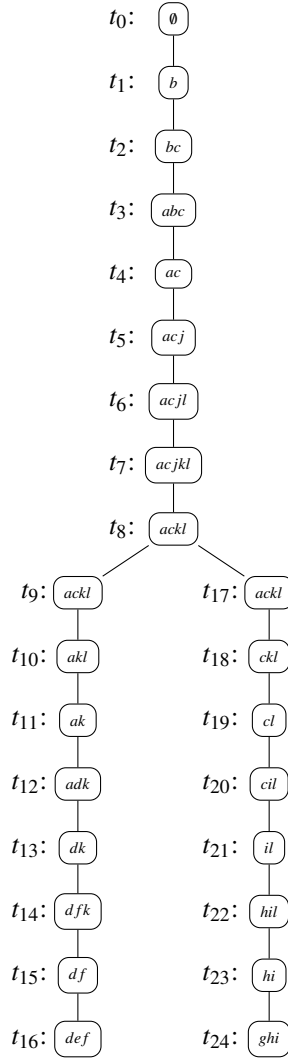 t0: ∅
t1: b
t2: bc
t3: abc
t4: ac
t5: acj
t6: acjl
t7: acjkl
t8: ackl
t9: ackl t17: ackl
t10: akl t18: ckl
t11: ak t19: cl
t12: adk t20: cil
t13: dk t21: il
t14: dfk t22: hil
t15: df t23: hi
t16: def t24: ghi